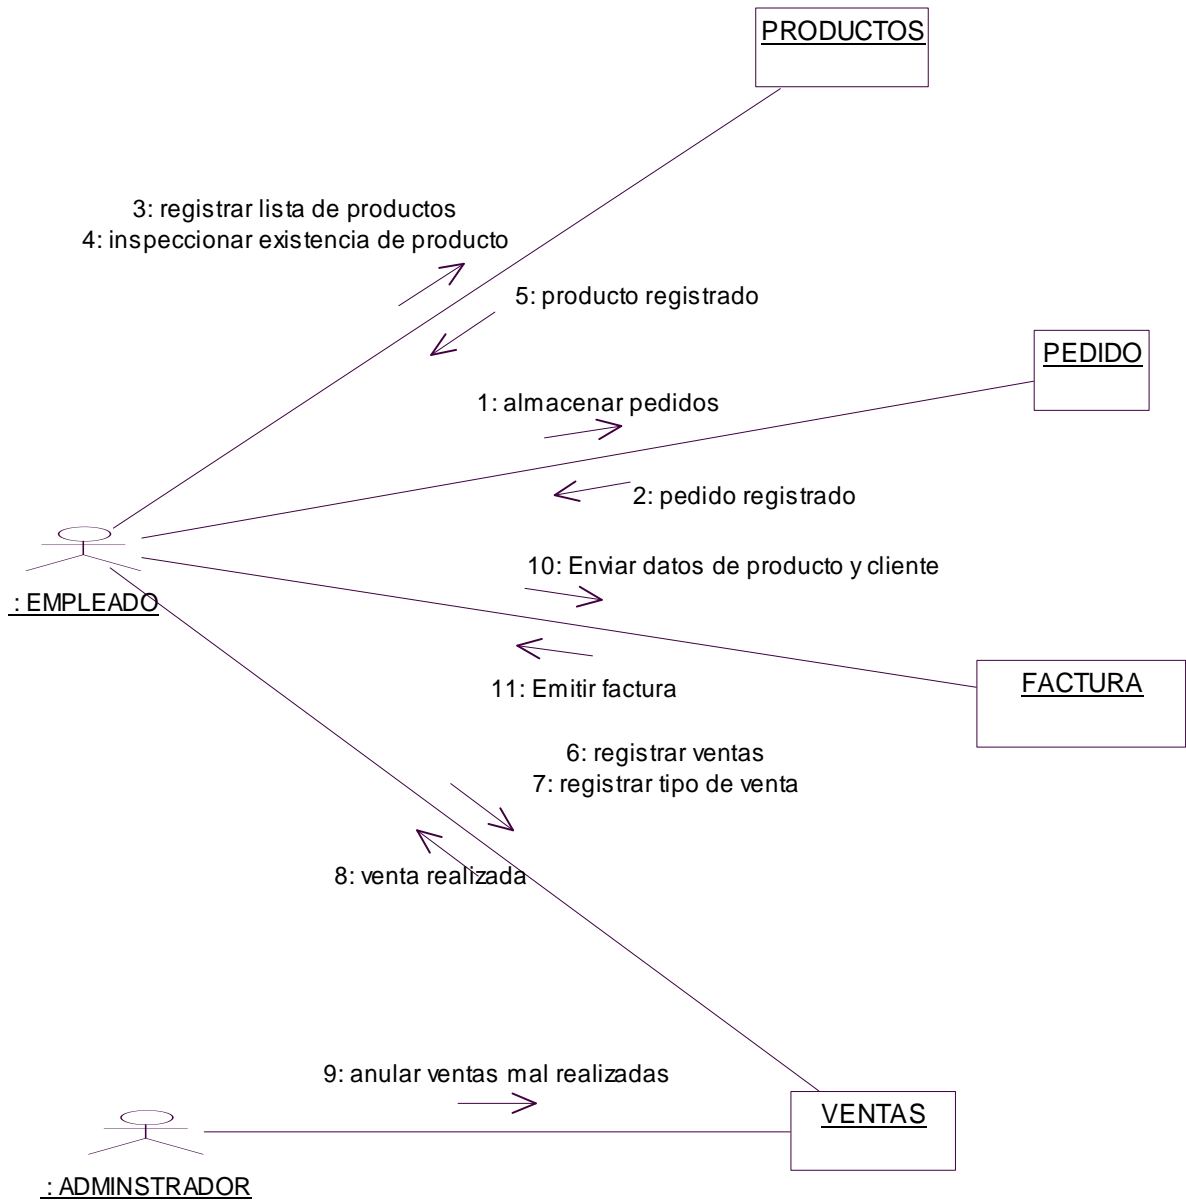 PRODUCTOS
3: registrar lista de productos
4: inspeccionar existencia de producto
5: producto registrado
PEDIDO
1: almacenar pedidos
2: pedido registrado
10: Enviar datos de producto y cliente
: EMPLEADO
11: Emitir factura
FACTURA
6: registrar ventas
7: registrar tipo de venta
8: venta realizada
9: anular ventas mal realizadas
VENTAS
: ADMINSTRADOR